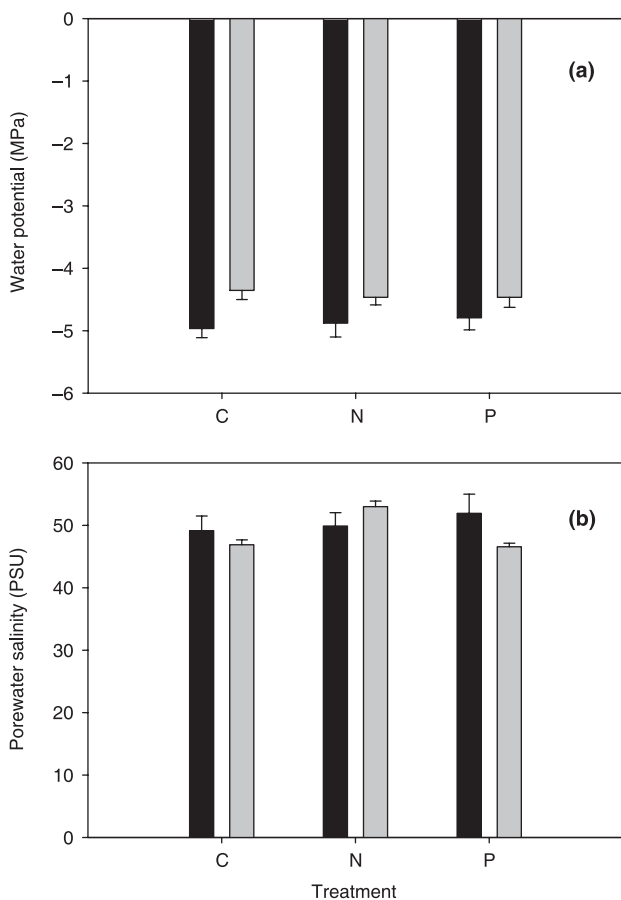 0
−1
−2
−3
−4
−5
−6
Water potential (MPa)
(a)
C N P
60
50
40
30
20
10
0
Porewater salinity (PSU)
(b)
C N P
Treatment